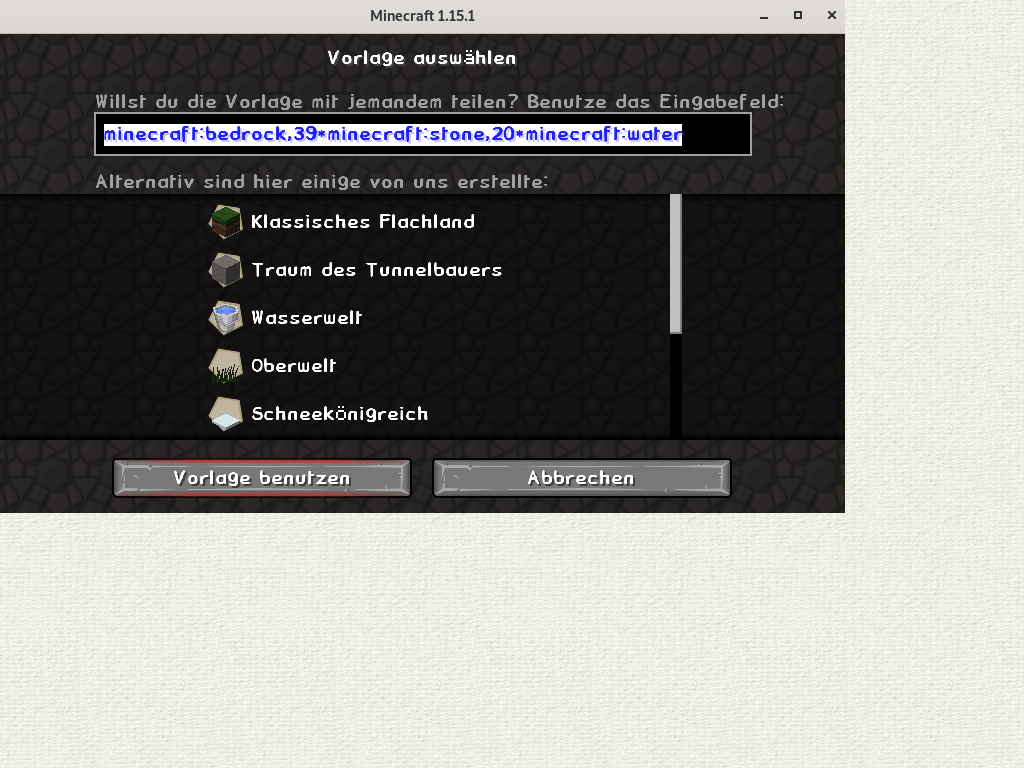 Minecraft 1.15.1
Vorlage auswählen
Willst du die Vorlage mit jemandem teilen? Benutze das Eingabefeld:
minecraft:bedrock,39*minecraft:stone,20*minecraft:water
Alternativ sind hier einige von uns erstellte:
Klassisches Flachland
Traum des Tunnelbauers
Wasserwelt
Oberwelt
Schneekönigreich
Vorlage benutzen
Abbrechen